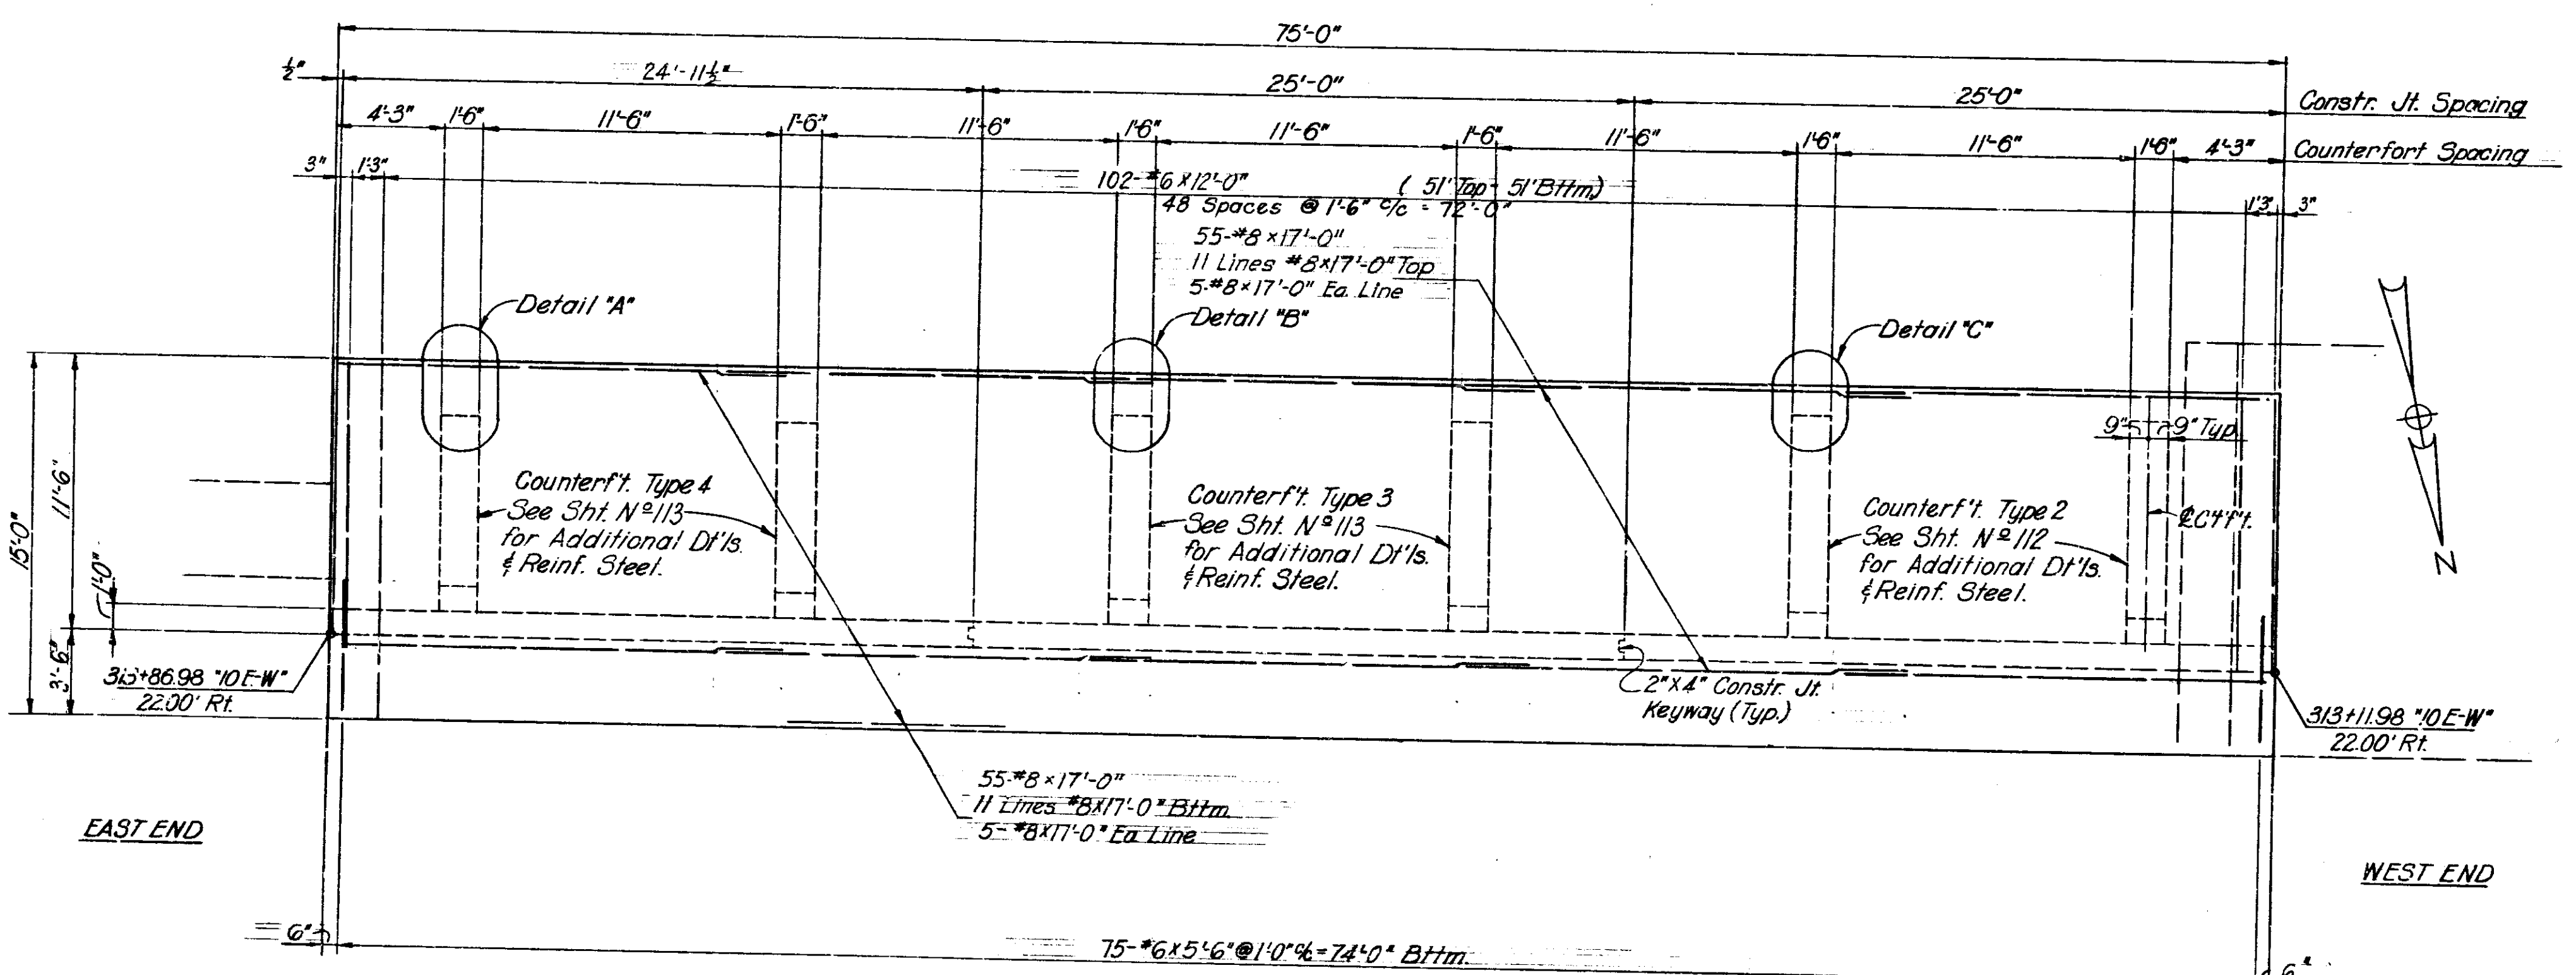 75'-0"
½"
24'-11½"
25'-0"
25'-0"
Constr. Jt. Spacing
4'-3"
1'-6"
11'-6"
1'-6"
11'-6"
1'-6"
11'-6"
1'-6"
11'-6"
1'-6"
11'-6"
1'-6"
4'-3"
Counterfort Spacing
3"
1'-3"
102-#6×12'-0" (51 Top - 51 Bttm)
48 Spaces @ 1'-6" c/c = 72'-0"
1'3"
3"
55-#8×17'-0"
11 Lines #8×17'-0" Top
5-#8×17'-0" Ea. Line
Detail "A"
Detail "B"
Detail "C"
9"
9" Typ.
15'-0"
11'-6"
1'-0"
3'-6"
Counterf't. Type 4
See Sht. Nº 113
for Additional Dt'ls.
& Reinf. Steel.
Counterf't. Type 3
See Sht. Nº 113
for Additional Dt'ls.
& Reinf. Steel.
Counterf't. Type 2
See Sht. Nº 112
for Additional Dt'ls.
& Reinf. Steel.
℄ C't'f't.
N
+86.98 "10 E-W"
22.00' Rt.
2"X4" Constr. Jt.
Keyway (Typ.)
313+11.98 "10 E-W"
22.00' Rt.
55-#8×17'-0"
11 Lines #8X17'-0" Bttm.
5-#8X17'-0" Ea Line
EAST END
WEST END
6"
75-#6X5'-6" @ 1'-0" c/c = 74'-0" Bttm.
6"